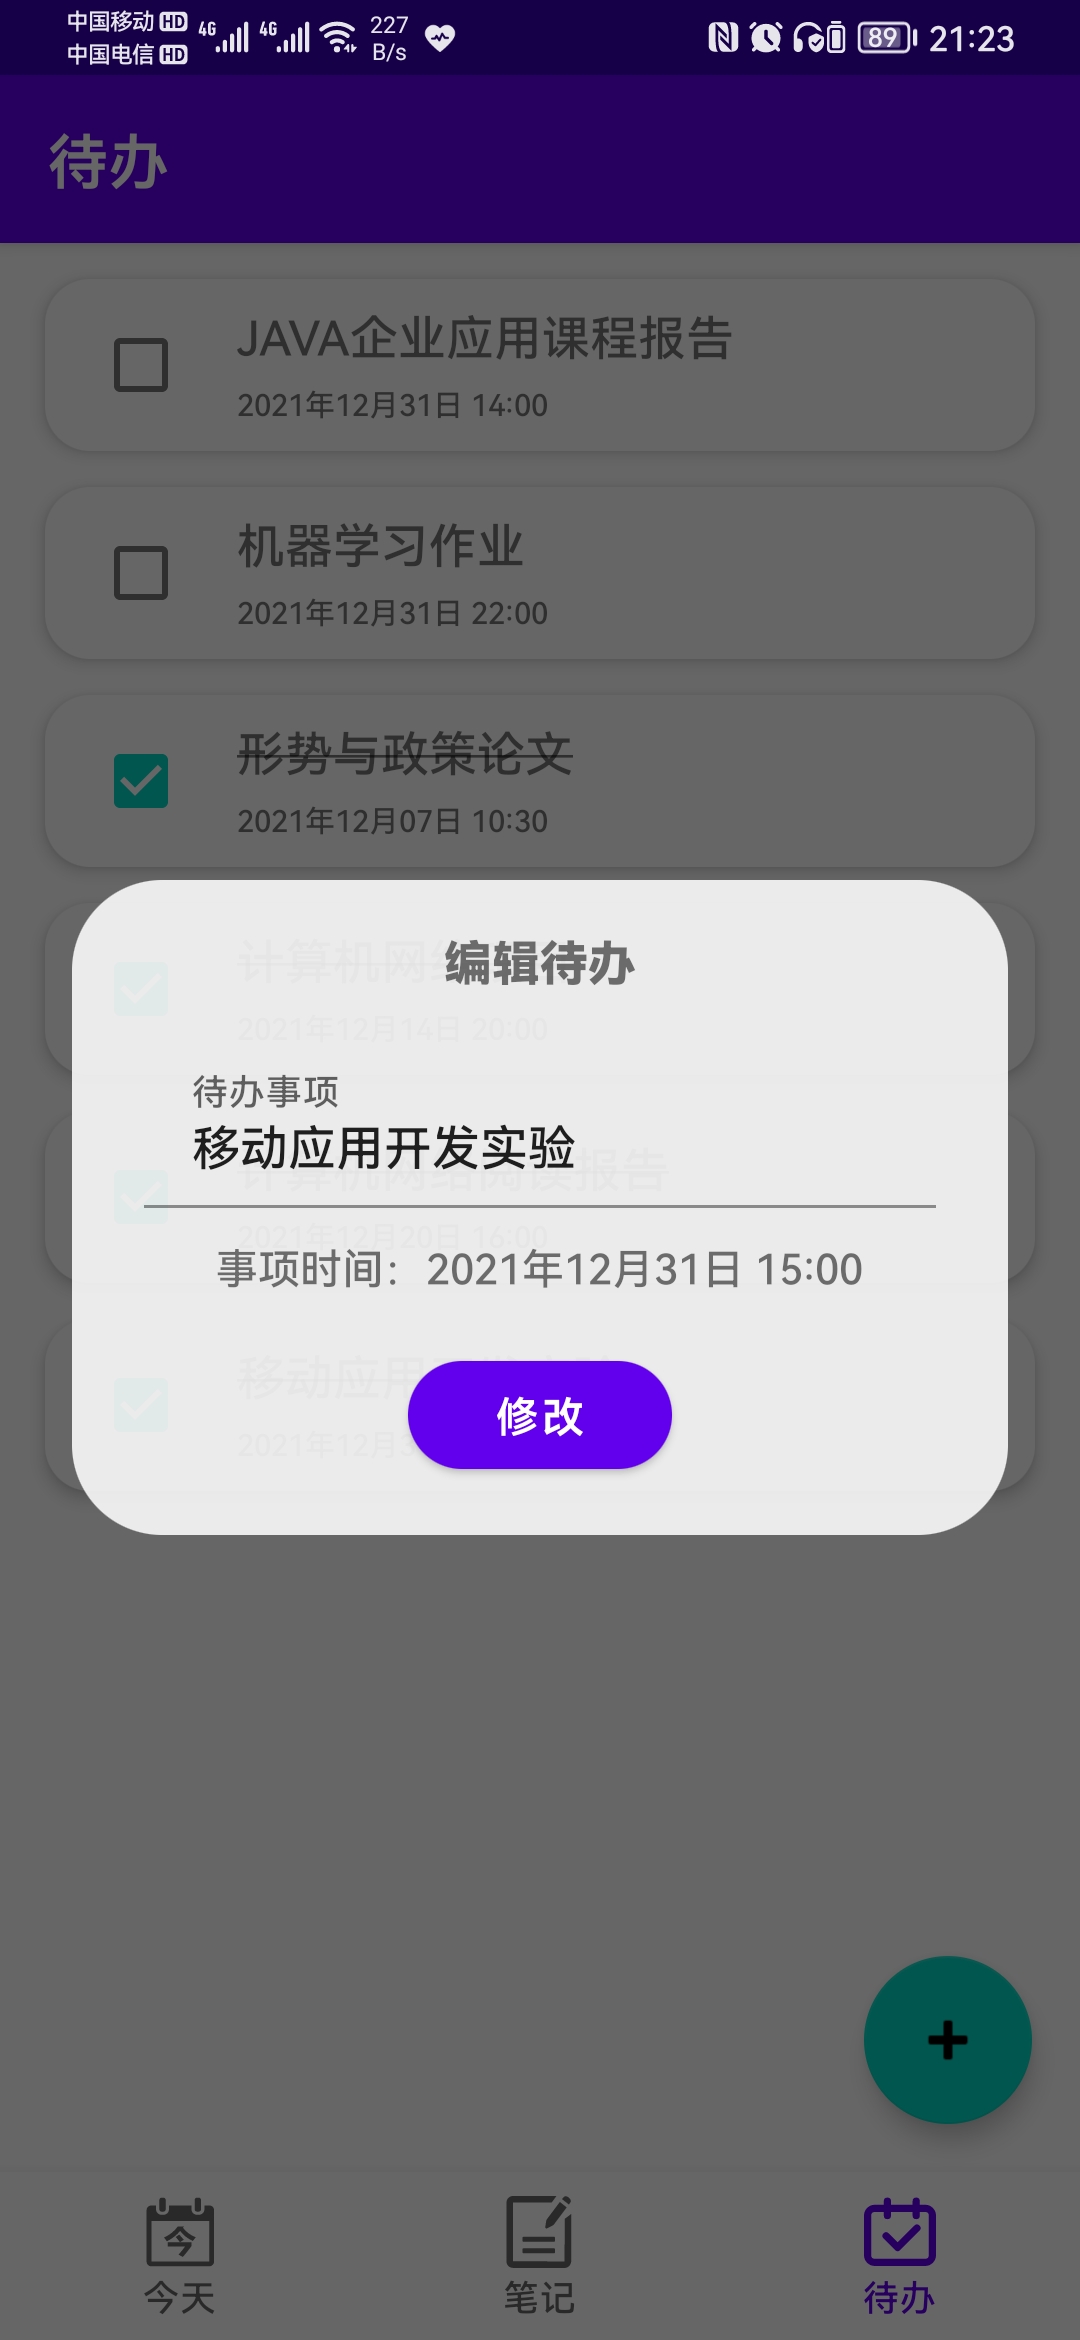 中国移动 HD 4G 4G 227 B/s 89 21:23
中国电信 HD
待办
JAVA企业应用课程报告
2021年12月31日 14:00
机器学习作业
2021年12月31日 22:00
形势与政策论文
2021年12月07日 10:30
计算机网络
编辑待办
2021年12月14日 20:00
待办事项
移动应用开发实验
计算机网络阅读报告
2021年12月20日 16:00
事项时间：2021年12月31日 15:00
移动应用
修改
2021年12月3
今
今天
笔记
待办